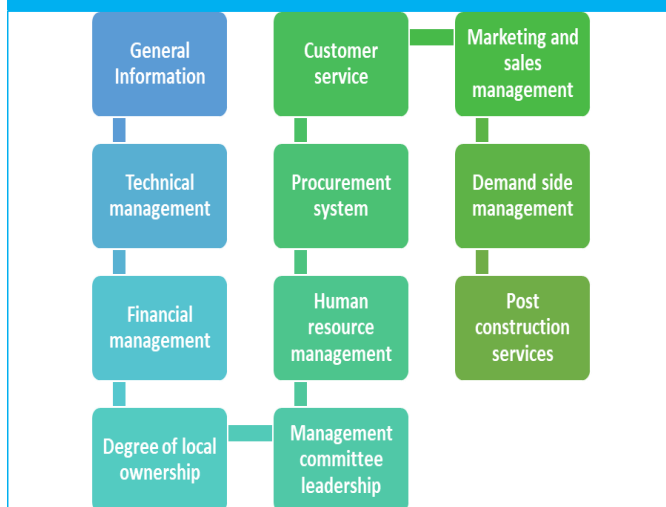 General
Information
Technical
management
Financial
management
Degree of local
ownership
Management
committee
leadership
Human
resource
management
Procurement
system
Customer
service
Marketing and
sales
management
Demand side
management
Post
construction
services